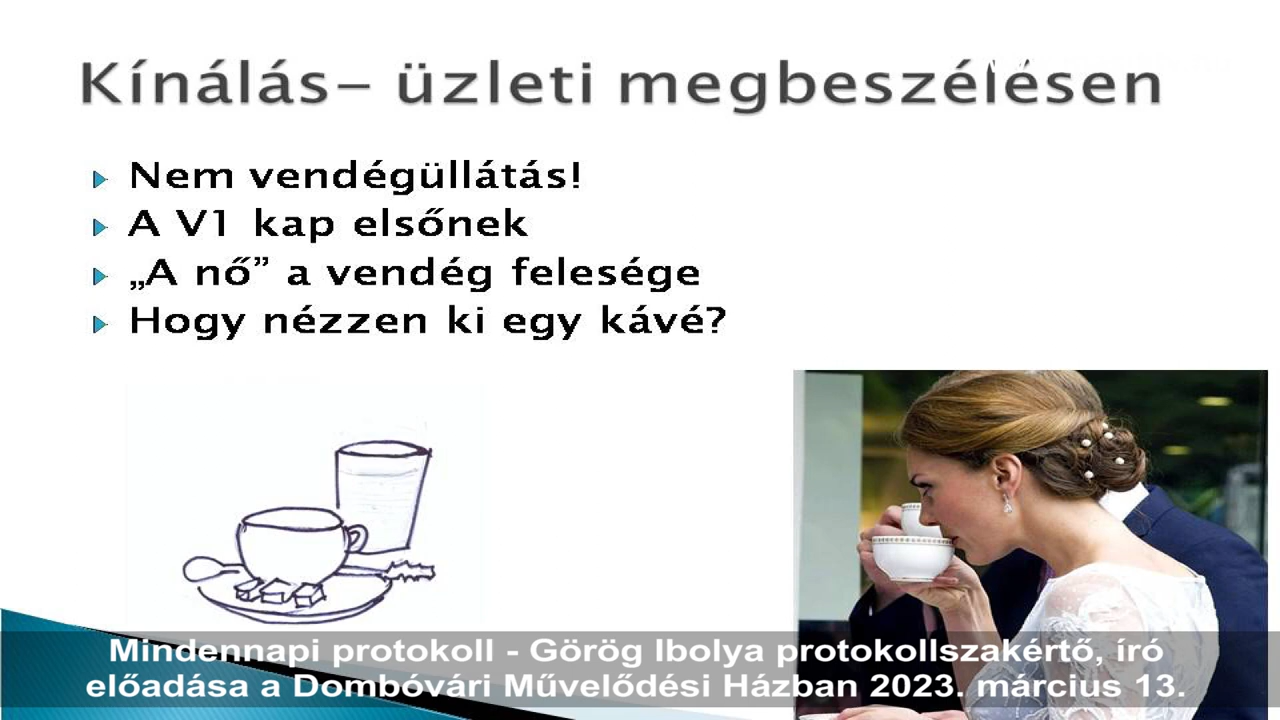 Kínálás– üzleti megbeszélésen
Nem vendégüllátás!
A V1 kap elsőnek
„A nő” a vendég felesége
Hogy nézzen ki egy kávé?
Mindennapi protokoll - Görög Ibolya protokollszakértő, író
előadása a Dombóvári Művelődési Házban 2023. március 13.